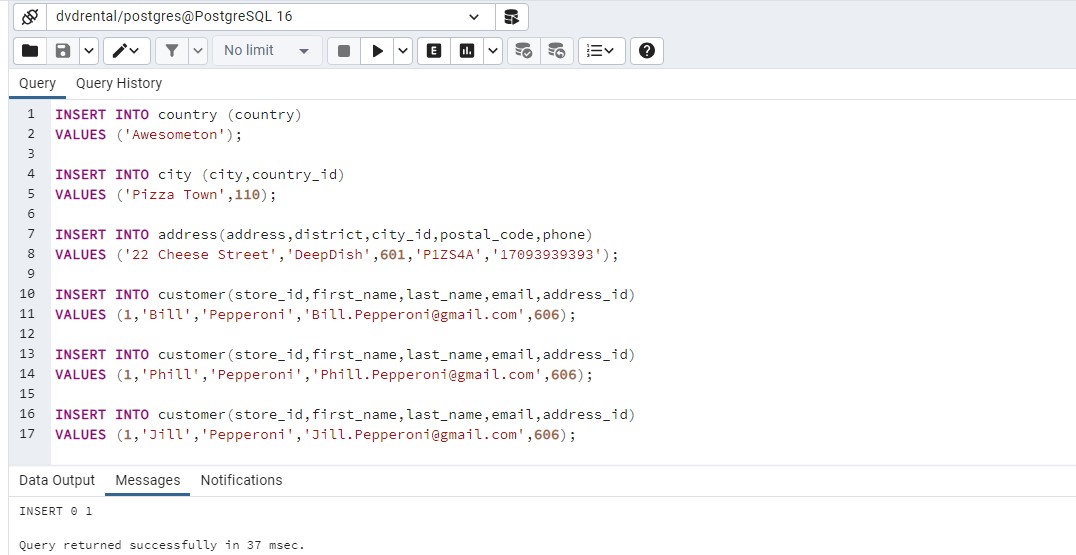 dvdrental/postgres@PostgreSQL 16
No limit
E
Query Query History
1 INSERT INTO country (country)
2 VALUES ('Awesometon');
3
4 INSERT INTO city (city,country_id)
5 VALUES ('Pizza Town',110);
6
7 INSERT INTO address(address,district,city_id,postal_code,phone)
8 VALUES ('22 Cheese Street','DeepDish',601,'P1ZS4A','17093939393');
9
10 INSERT INTO customer(store_id,first_name,last_name,email,address_id)
11 VALUES (1,'Bill','Pepperoni','Bill.Pepperoni@gmail.com',606);
12
13 INSERT INTO customer(store_id,first_name,last_name,email,address_id)
14 VALUES (1,'Phill','Pepperoni','Phill.Pepperoni@gmail.com',606);
15
16 INSERT INTO customer(store_id,first_name,last_name,email,address_id)
17 VALUES (1,'Jill','Pepperoni','Jill.Pepperoni@gmail.com',606);
Data Output Messages Notifications
INSERT 0 1
Query returned successfully in 37 msec.